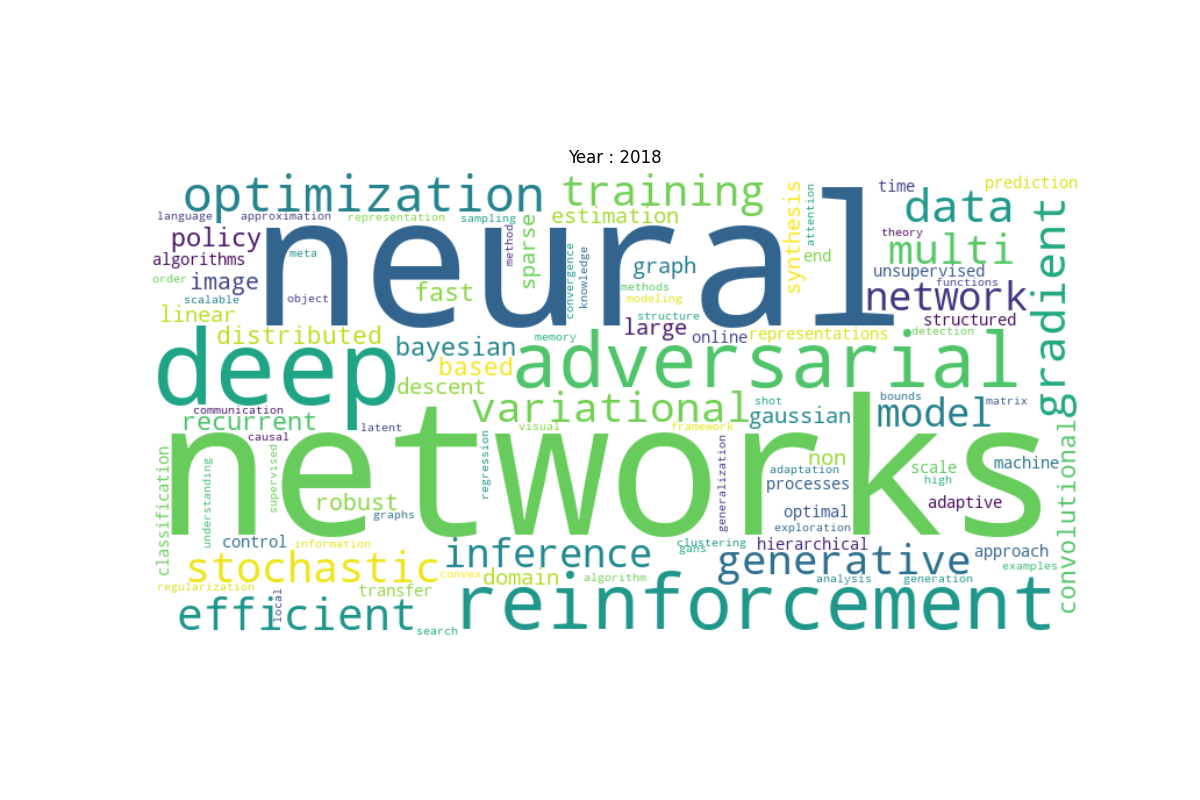 Year : 2018
optimization
training
synthesis
attention
time
prediction
data
gradient
language
approximation
representation
sampling
estimation
sparse
method
neural
policy
meta
convergence
knowledge
theory
multi
algorithms
graph
end
unsupervised
order
image
object
fast
methods
modeling
functions
network
scalable
linear
structure
structured
large
distributed
online
representations
detection
memory
deep
bayesian
adversarial
based
descent
variational
shot
bounds
matrix
communication
recurrent
latent
visual
framework
gaussian
model
causal
networks
classification
understanding
supervised
regression
generalization
non
adaptation
scale
machine
high
processes
convolutional
robust
graphs
optimal
adaptive
exploration
control
information
inference
clustering
gans
hierarchical
generative
approach
stochastic
convex
domain
algorithm
analysis
generation
examples
regularization
transfer
local
efficient
search
reinforcement